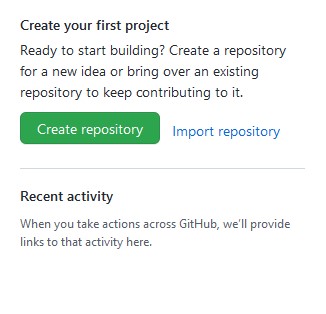 Create your first project
Ready to start building? Create a repository
for a new idea or bring over an existing
repository to keep contributing to it.
Create repository
Import repository
Recent activity
When you take actions across GitHub, we’ll provide
links to that activity here.